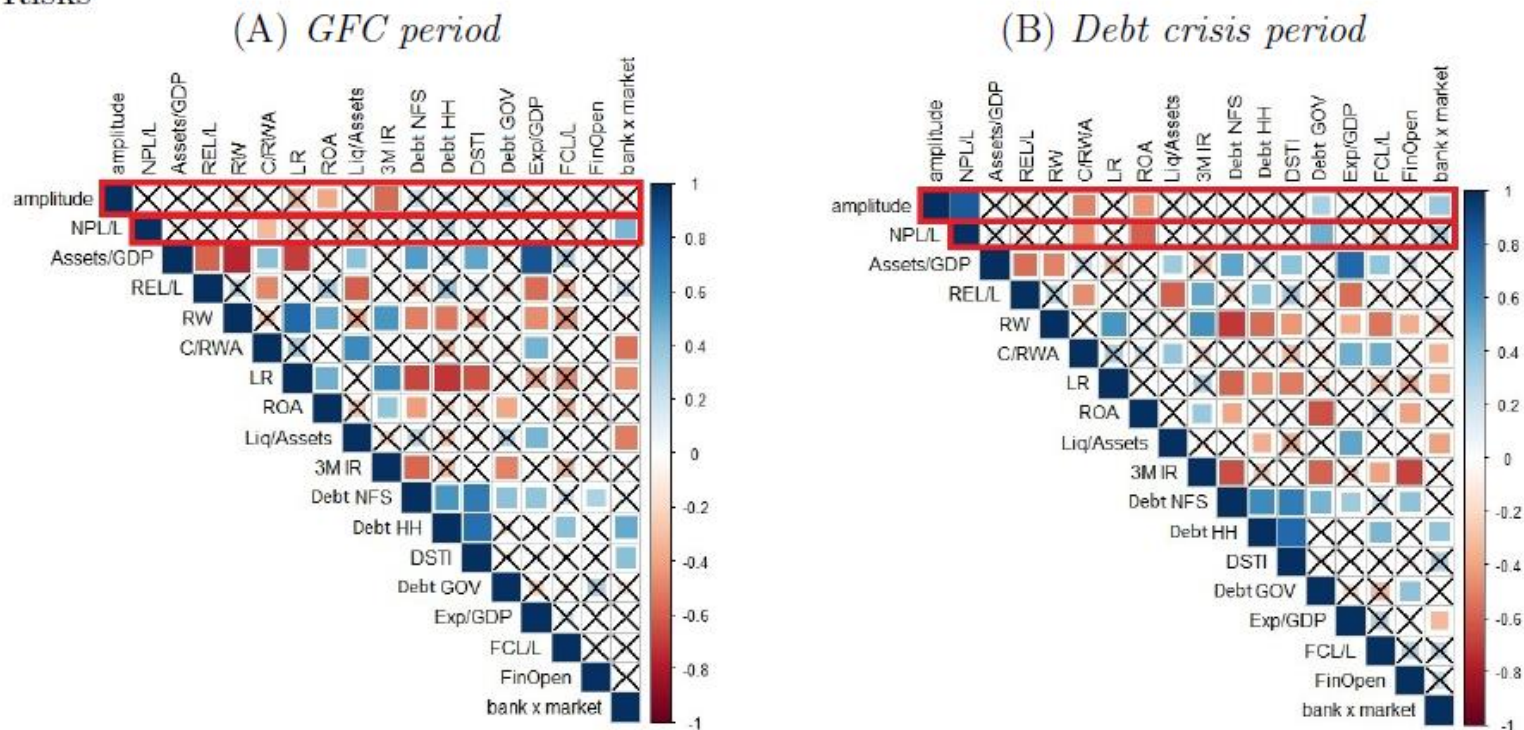 Risks
(A) GFC period
(B) Debt crisis period
amplitude
NPL/L
Assets/GDP
REL/L
RW
C/RWA
LR
ROA
Liq/Assets
3M IR
Debt NFS
Debt HH
DSTI
Debt GOV
Exp/GDP
FCL/L
FinOpen
bank x market
amplitude
NPL/L
Assets/GDP
REL/L
RW
C/RWA
LR
ROA
Liq/Assets
3M IR
Debt NFS
Debt HH
DSTI
Debt GOV
Exp/GDP
FCL/L
FinOpen
bank x market
1
0.8
0.6
0.4
0.2
0
-0.2
-0.4
-0.6
-0.8
-1
amplitude
NPL/L
Assets/GDP
REL/L
RW
C/RWA
LR
ROA
Liq/Assets
3M IR
Debt NFS
Debt HH
DSTI
Debt GOV
Exp/GDP
FCL/L
FinOpen
bank x market
amplitude
NPL/L
Assets/GDP
REL/L
RW
C/RWA
LR
ROA
Liq/Assets
3M IR
Debt NFS
Debt HH
DSTI
Debt GOV
Exp/GDP
FCL/L
FinOpen
bank x market
1
0.8
0.6
0.4
0.2
0
-0.2
-0.4
-0.6
-0.8
-1